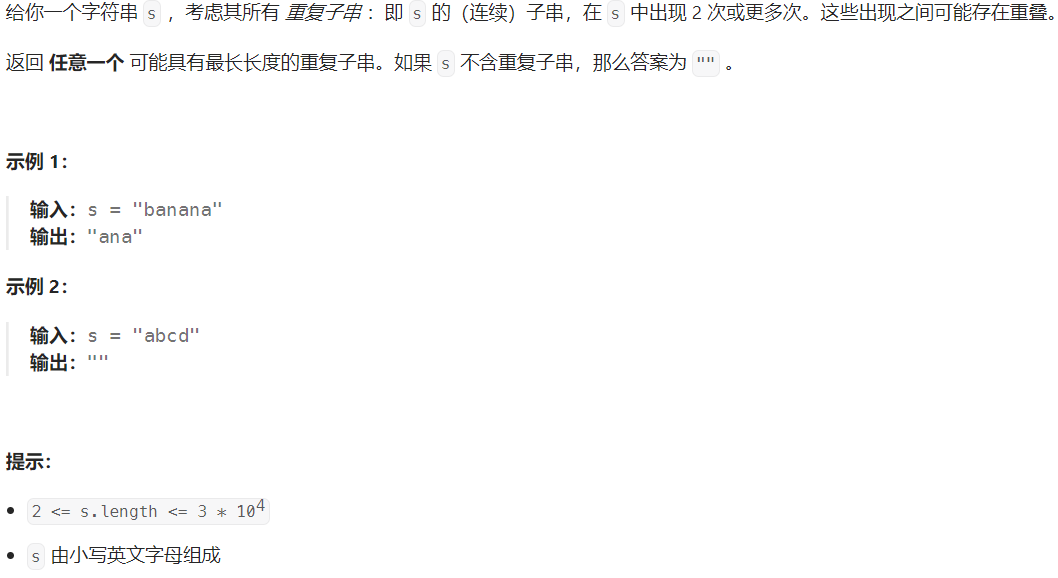 给你一个字符串 s ，考虑其所有 重复子串 ：即 s 的（连续）子串，在 s 中出现 2 次或更多次。这些出现之间可能存在重叠。
返回 任意一个 可能具有最长长度的重复子串。如果 s 不含重复子串，那么答案为 "" 。
示例 1：
输入：s = "banana"
输出："ana"
示例 2：
输入：s = "abcd"
输出：""
提示：
• 2 <= s.length <= 3 * 10⁴
• s 由小写英文字母组成